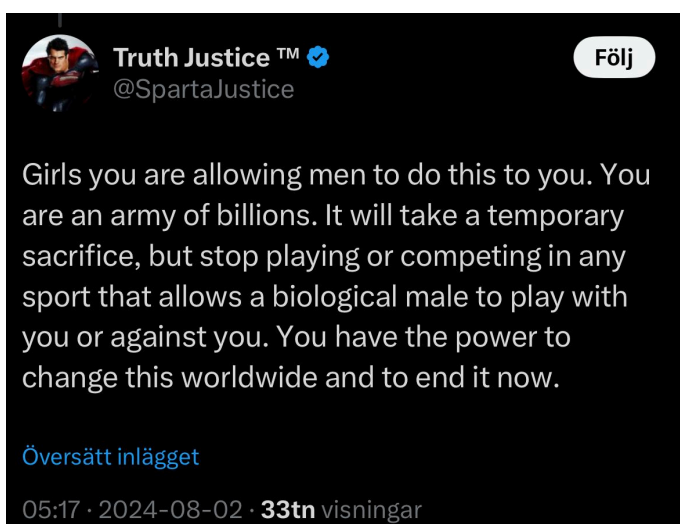 Truth Justice ™
Följ
@SpartaJustice
Girls you are allowing men to do this to you. You
are an army of billions. It will take a temporary
sacrifice, but stop playing or competing in any
sport that allows a biological male to play with
you or against you. You have the power to
change this worldwide and to end it now.
Översätt inlägget
05:17 · 2024-08-02 · 33tn visningar